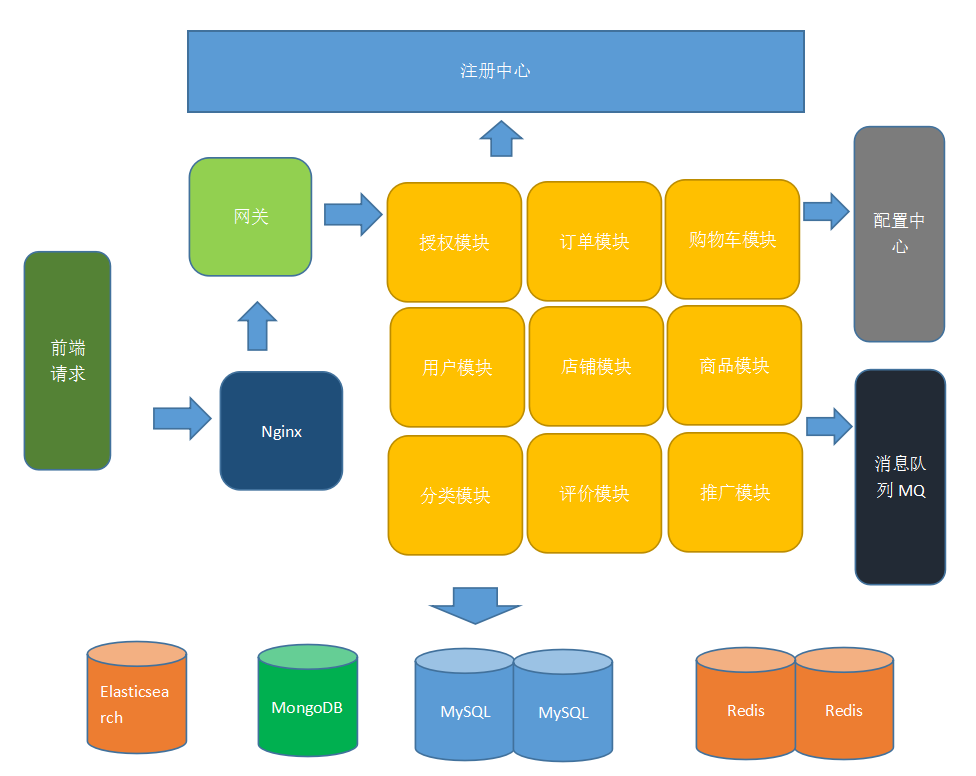 注册中心
网关
授权模块
订单模块
购物车模块
配置中
心
前端
请求
用户模块
店铺模块
商品模块
Nginx
分类模块
评价模块
推广模块
消息队
列 MQ
Elasticsea
rch
MongoDB
MySQL
MySQL
Redis
Redis